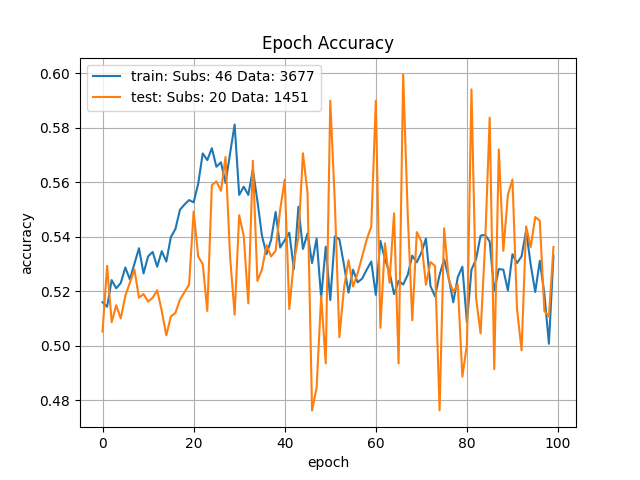 Epoch Accuracy
train: Subs: 46 Data: 3677
test: Subs: 20 Data: 1451
accuracy
0.60
0.58
0.56
0.54
0.52
0.50
0.48
0
20
40
60
80
100
epoch